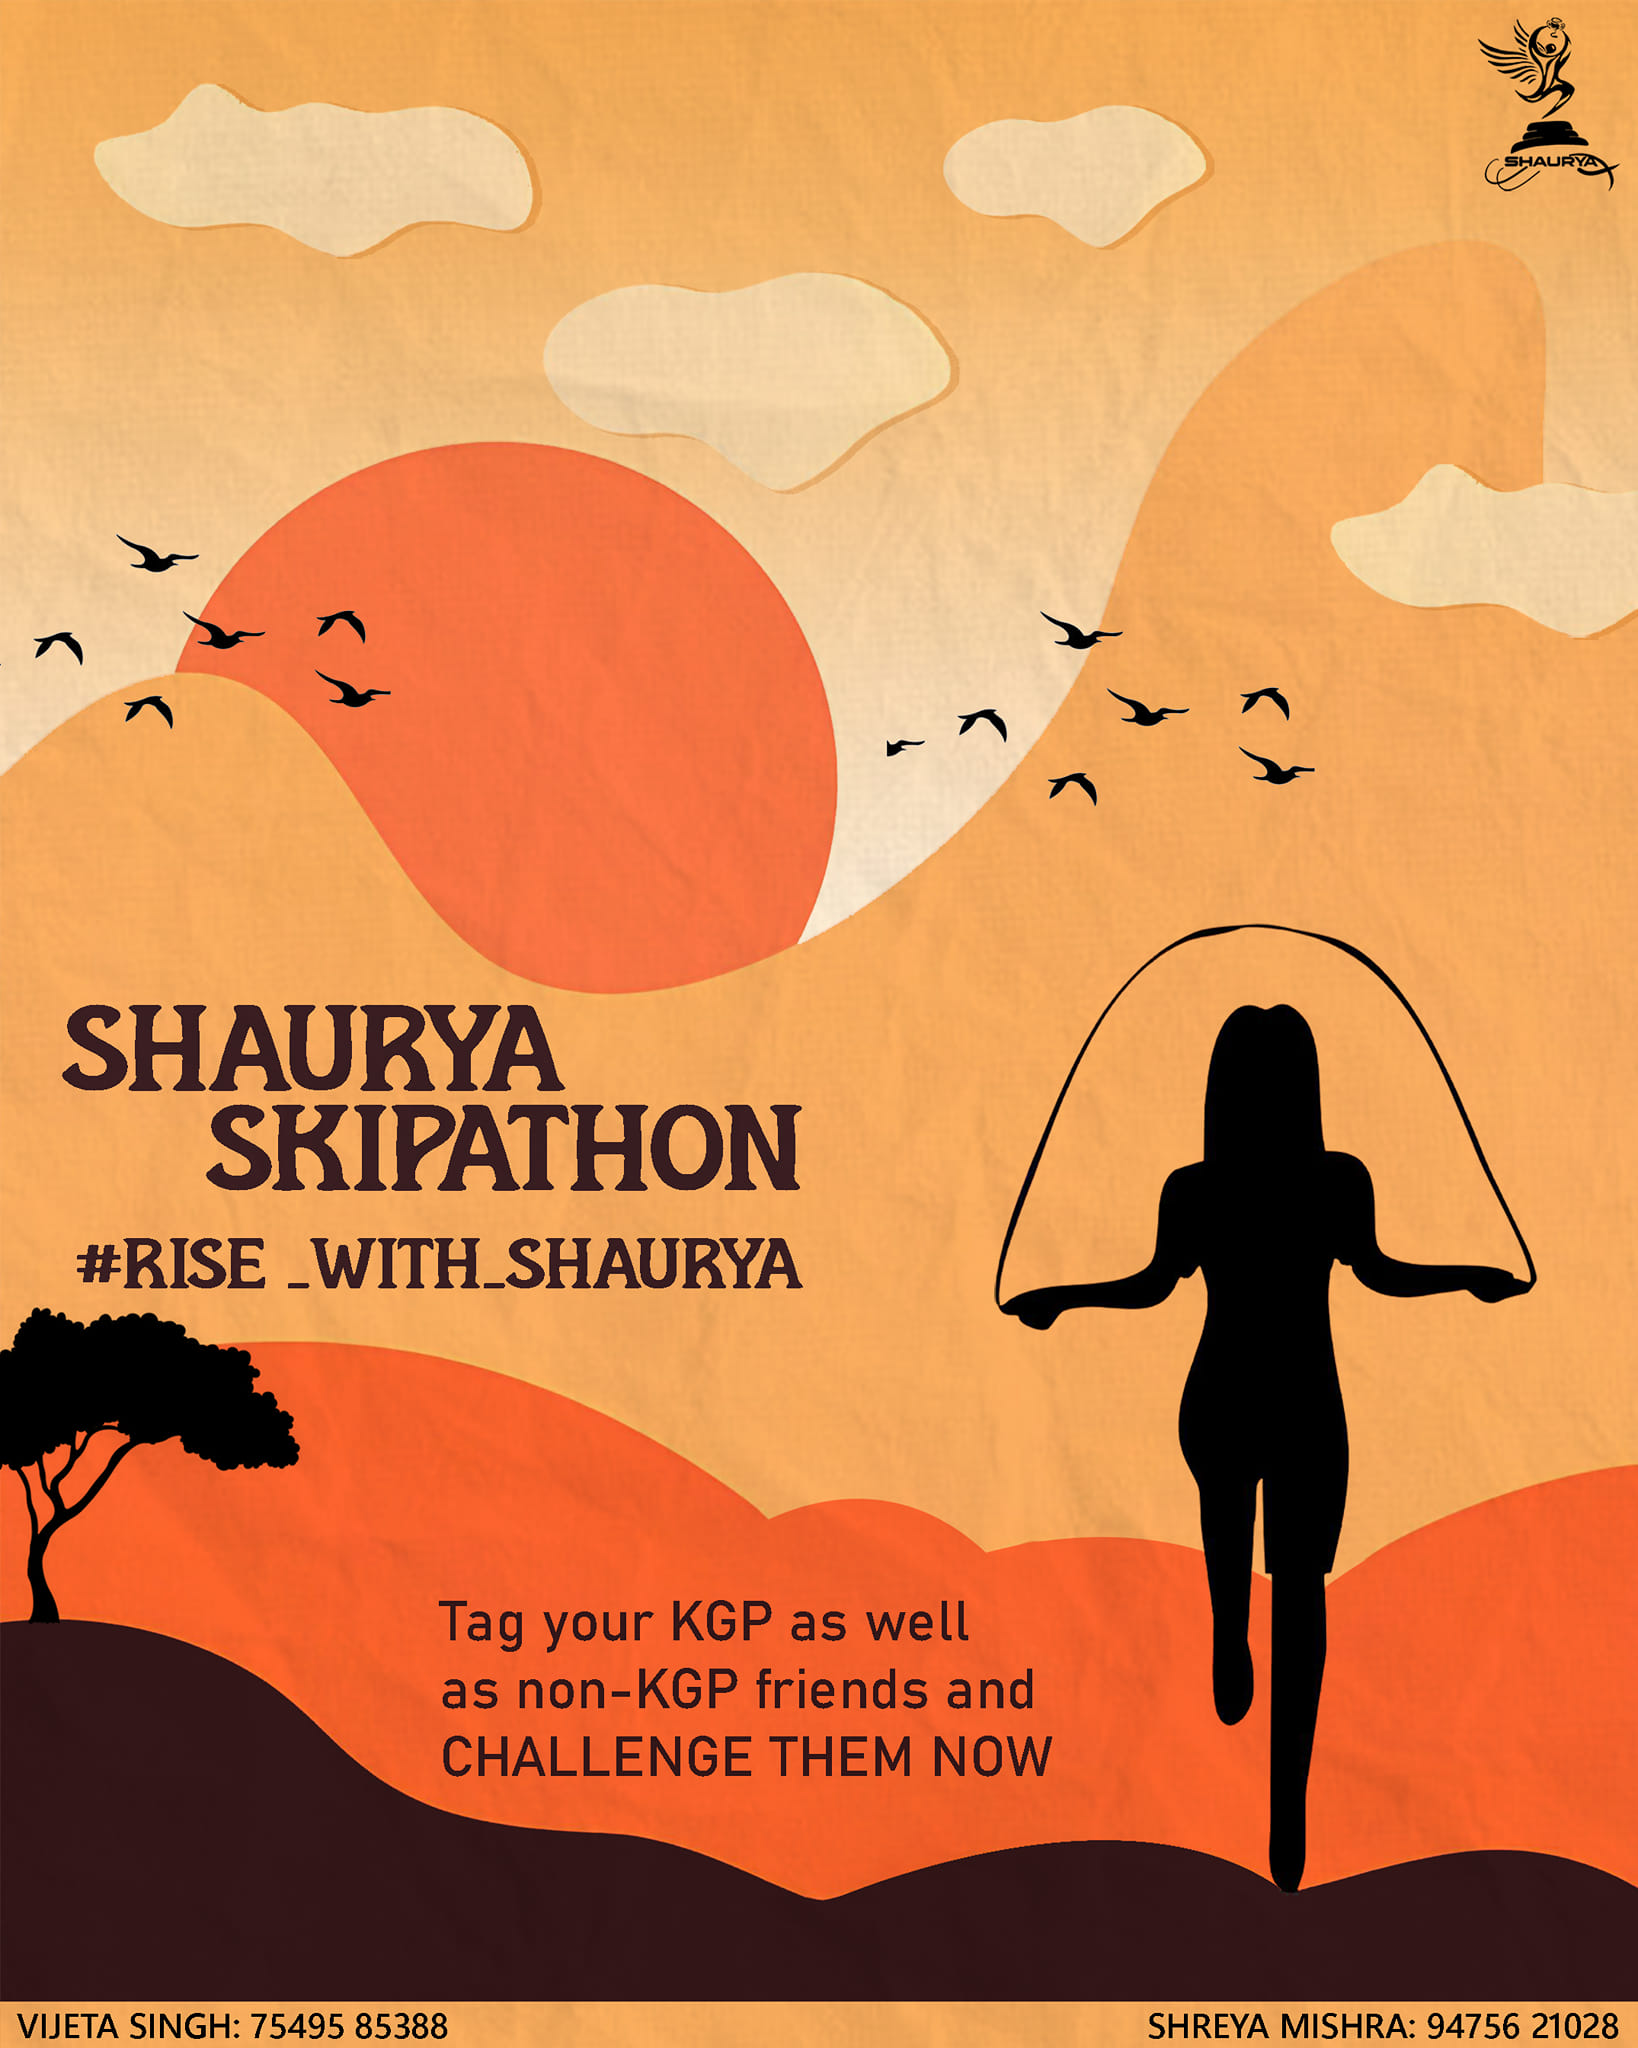 SHAURYA
SHAURYA
SKIPATHON
#RISE _WITH_SHAURYA
Tag your KGP as well
as non-KGP friends and
CHALLENGE THEM NOW
VIJETA SINGH: 75495 85388
SHREYA MISHRA: 94756 21028